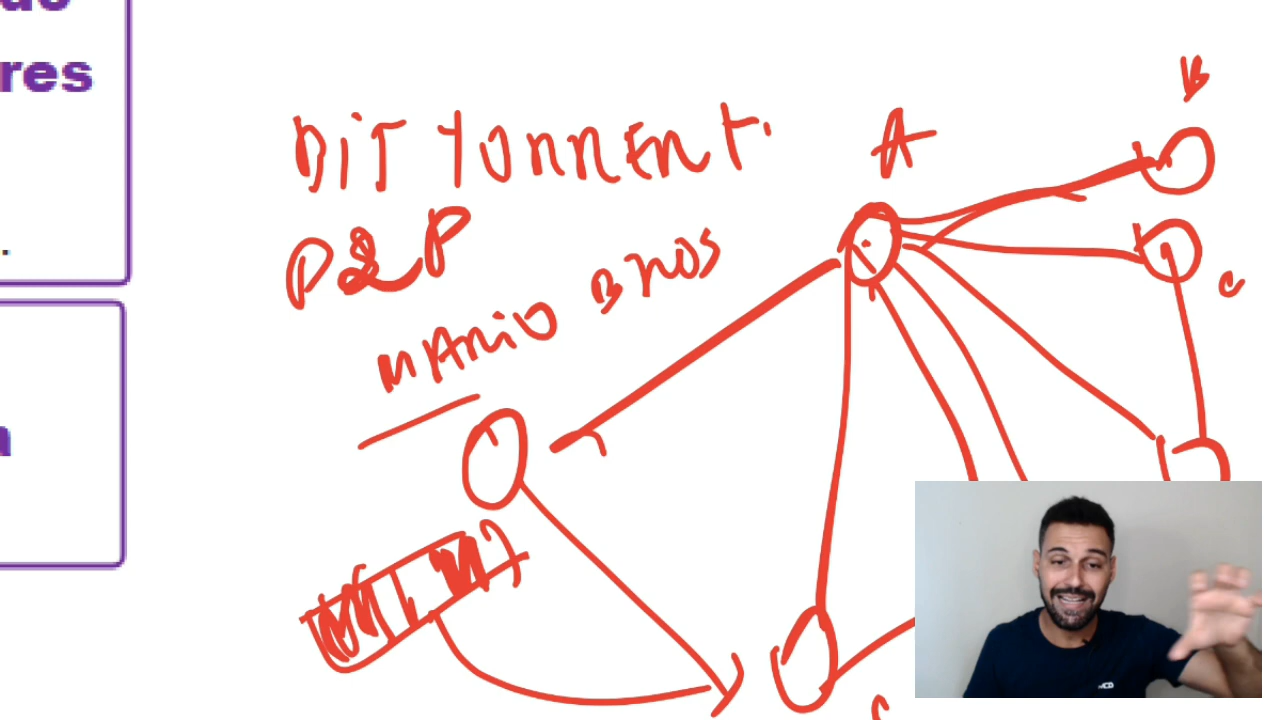 res
.
BIT TORRENT.
P2P
MARIO BROS
A
B
C
a